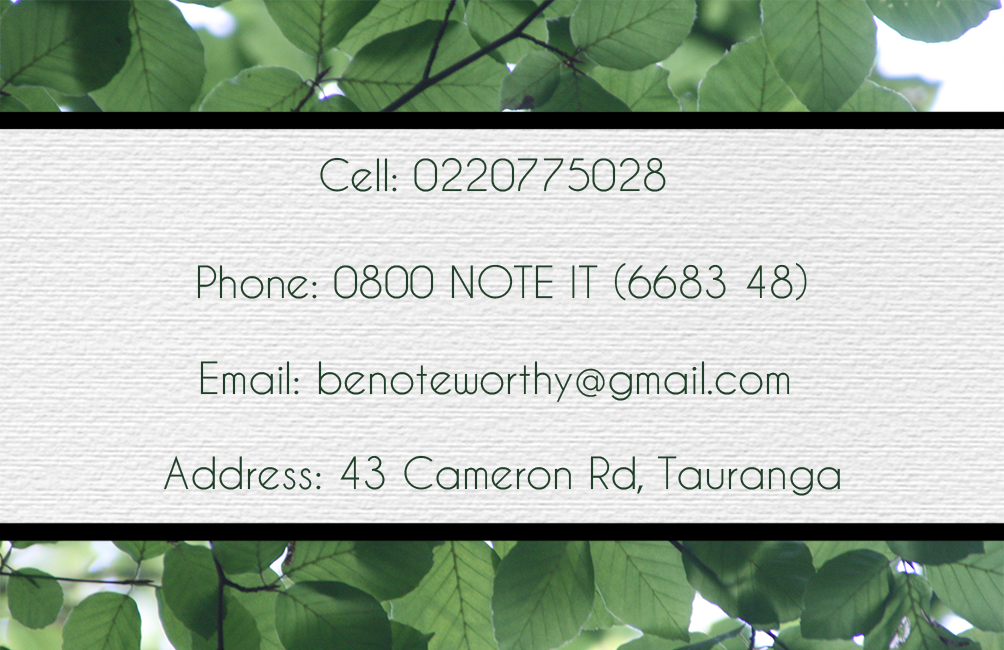 Cell: 0220775028
Phone: 0800 NOTE IT (6683 48)
Email: benoteworthy@gmail.com
Address: 43 Cameron Rd, Tauranga